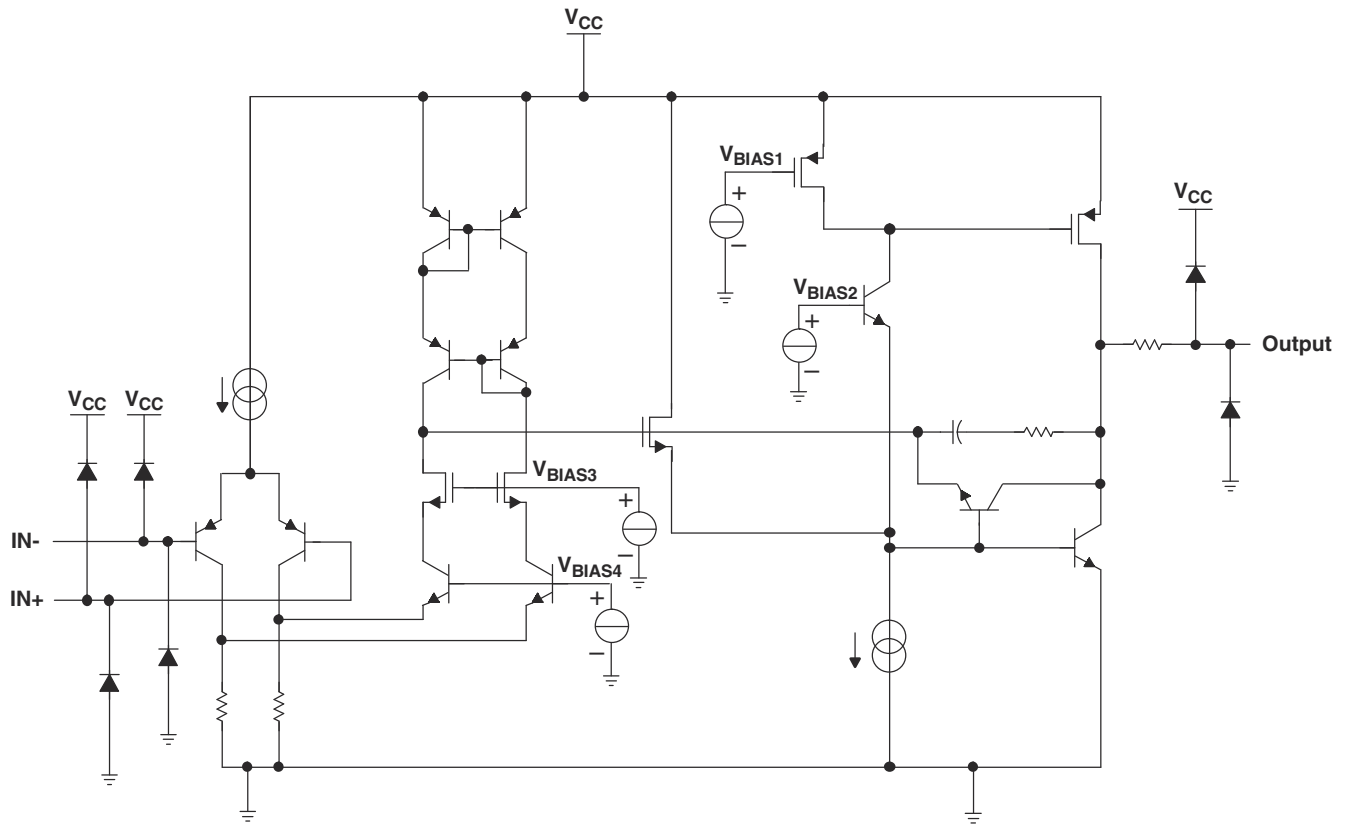 VCC
VBIAS1
VCC
VBIAS2
+
−
+
−
Output
VCC
VCC
VBIAS3
+
−
IN-
VBIAS4
IN+
+
−